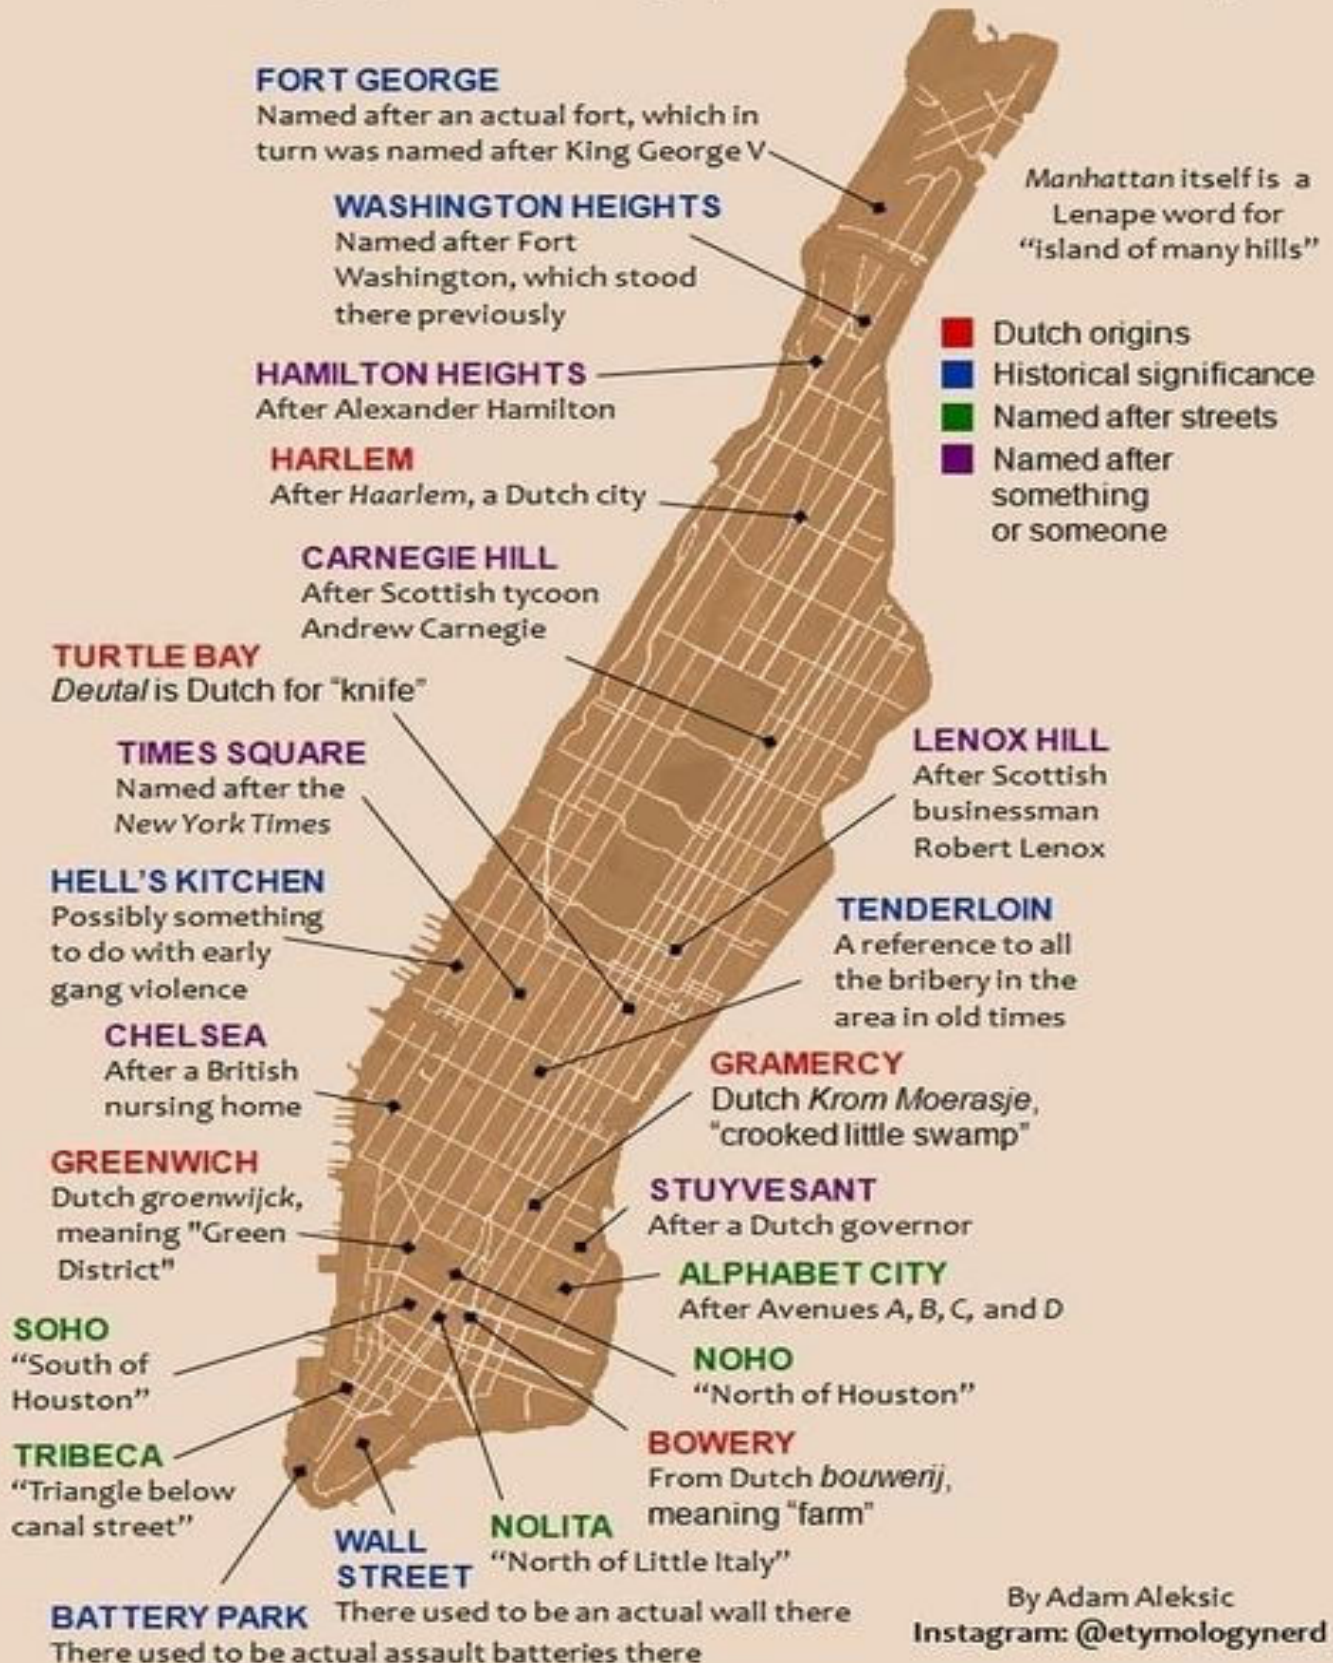 FORT GEORGE
Named after an actual fort, which in
turn was named after King George V
WASHINGTON HEIGHTS
Named after Fort
Washington, which stood
there previously
HAMILTON HEIGHTS
After Alexander Hamilton
HARLEM
After Haarlem, a Dutch city
CARNEGIE HILL
After Scottish tycoon
Andrew Carnegie
TURTLE BAY
Deutal is Dutch for “knife”
TIMES SQUARE
Named after the
New York Times
HELL’S KITCHEN
Possibly something
to do with early
gang violence
CHELSEA
After a British
nursing home
GREENWICH
Dutch groenwijck,
meaning "Green
District"
SOHO
“South of
Houston”
TRIBECA
“Triangle below
canal street”
BATTERY PARK
There used to be actual assault batteries there
WALL
STREET
There used to be an actual wall there
NOLITA
“North of Little Italy”
BOWERY
From Dutch bouwerij,
meaning “farm”
NOHO
“North of Houston”
ALPHABET CITY
After Avenues A, B, C, and D
STUYVESANT
After a Dutch governor
GRAMERCY
Dutch Krom Moerasje,
“crooked little swamp”
TENDERLOIN
A reference to all
the bribery in the
area in old times
LENOX HILL
After Scottish
businessman
Robert Lenox
Manhattan itself is a
Lenape word for
“island of many hills”
Dutch origins
Historical significance
Named after streets
Named after
something
or someone
By Adam Aleksic
Instagram: @etymologynerd